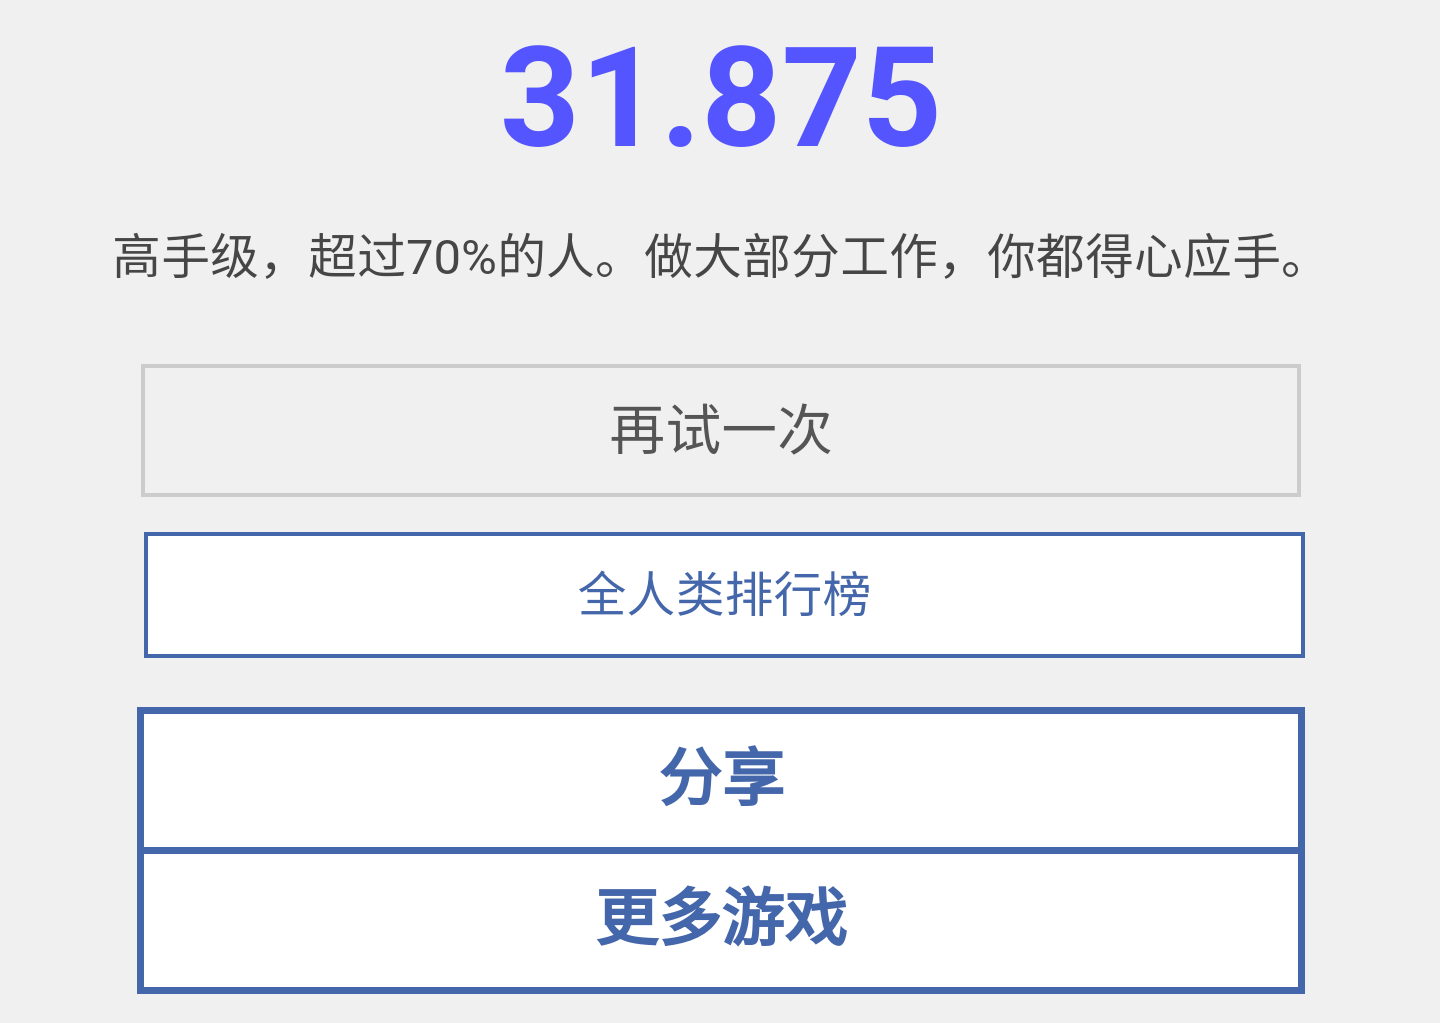 31.875
高手级，超过70%的人。做大部分工作，你都得心应手。
再试一次
全人类排行榜
分享
更多游戏